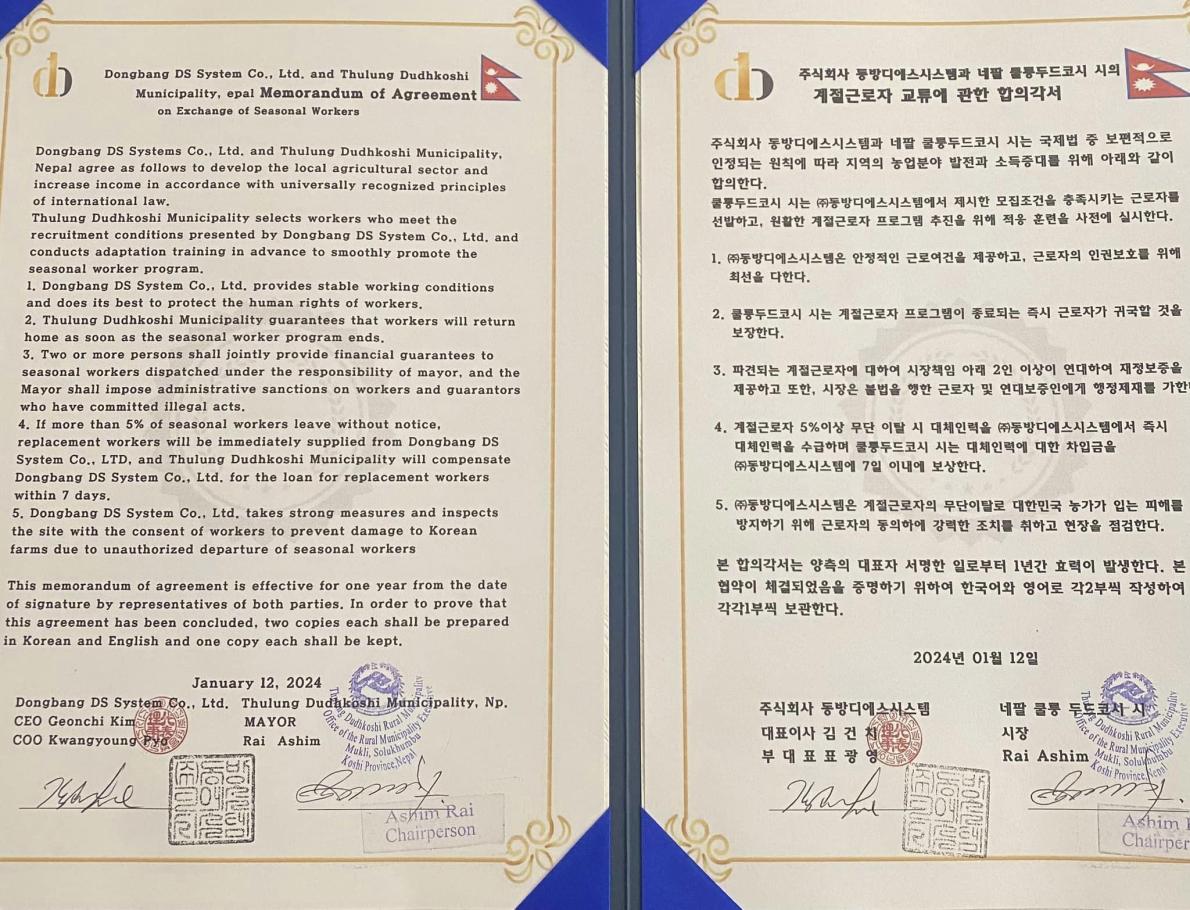 Dongbang DS System Co., Ltd. and Thulung Dudhkoshi
Municipality, epal Memorandum of Agreement
on Exchange of Seasonal Workers
Dongbang DS Systems Co., Ltd. and Thulung Dudhkoshi Municipality,
Nepal agree as follows to develop the local agricultural sector and
increase income in accordance with universally recognized principles
of international law.
Thulung Dudhkoshi Municipality selects workers who meet the
recruitment conditions presented by Dongbang DS System Co., Ltd. and
conducts adaptation training in advance to smoothly promote the
seasonal worker program.
1. Dongbang DS System Co., Ltd. provides stable working conditions
and does its best to protect the human rights of workers.
2. Thulung Dudhkoshi Municipality guarantees that workers will return
home as soon as the seasonal worker program ends.
3. Two or more persons shall jointly provide financial guarantees to
seasonal workers dispatched under the responsibility of mayor, and the
Mayor shall impose administrative sanctions on workers and guarantors
who have committed illegal acts.
4. If more than 5% of seasonal workers leave without notice,
replacement workers will be immediately supplied from Dongbang DS
System Co., LTD, and Thulung Dudhkoshi Municipality will compensate
Dongbang DS System Co., Ltd. for the loan for replacement workers
within 7 days.
5. Dongbang DS System Co., Ltd. takes strong measures and inspects
the site with the consent of workers to prevent damage to Korean
farms due to unauthorized departure of seasonal workers
This memorandum of agreement is effective for one year from the date
of signature by representatives of both parties. In order to prove that
this agreement has been concluded, two copies each shall be prepared
in Korean and English and one copy each shall be kept.
January 12, 2024
Dongbang DS System Co., Ltd. Thulung Dudhkoshi Municipality, Np.
CEO Geonchi Kim MAYOR
COO Kwangyoung Pyo Rai Ashim
Thulung Dudhkoshi Rural Municipality
Office of the Rural Municipality Executive
Mukli, Solukhumbu
Koshi Province, Nepal
Ashim Rai
Chairperson
주식회사 동방디에스시스템과 네팔 쿨룽두드코시 시의
계절근로자 교류에 관한 합의각서
주식회사 동방디에스시스템과 네팔 쿨룽두드코시 시는 국제법 중 보편적으로
인정되는 원칙에 따라 지역의 농업분야 발전과 소득증대를 위해 아래와 같이
합의한다.
쿨룽두드코시 시는 ㈜동방디에스시스템에서 제시한 모집조건을 충족시키는 근로자를
선발하고, 원활한 계절근로자 프로그램 추진을 위해 적응 훈련을 사전에 실시한다.
1. ㈜동방디에스시스템은 안정적인 근로여건을 제공하고, 근로자의 인권보호를 위해
최선을 다한다.
2. 쿨룽두드코시 시는 계절근로자 프로그램이 종료되는 즉시 근로자가 귀국할 것을
보장한다.
3. 파견되는 계절근로자에 대하여 시장책임 아래 2인 이상이 연대하여 재정보증을
제공하고 또한, 시장은 불법을 행한 근로자 및 연대보증인에게 행정제재를 가한
4. 계절근로자 5%이상 무단 이탈 시 대체인력을 ㈜동방디에스시스템에서 즉시
대체인력을 수급하며 쿨룽두드코시 시는 대체인력에 대한 차입금을
㈜동방디에스시스템에 7일 이내에 보상한다.
5. ㈜동방디에스시스템은 계절근로자의 무단이탈로 대한민국 농가가 입는 피해를
방지하기 위해 근로자의 동의하에 강력한 조치를 취하고 현장을 점검한다.
본 합의각서는 양측의 대표자 서명한 일로부터 1년간 효력이 발생한다. 본
협약이 체결되었음을 증명하기 위하여 한국어와 영어로 각2부씩 작성하여
각각1부씩 보관한다.
2024년 01월 12일
주식회사 동방디에스시스템 네팔 쿨룽 두드코시 시
대표이사 김 건 치 시장
부 대 표 표 광 영 Rai Ashim
Thulung Dudhkoshi Rural Municipality
Office of the Rural Municipality Executive
Mukli, Solukhumbu
Koshi Province, Nepal
Ashim
Chairper